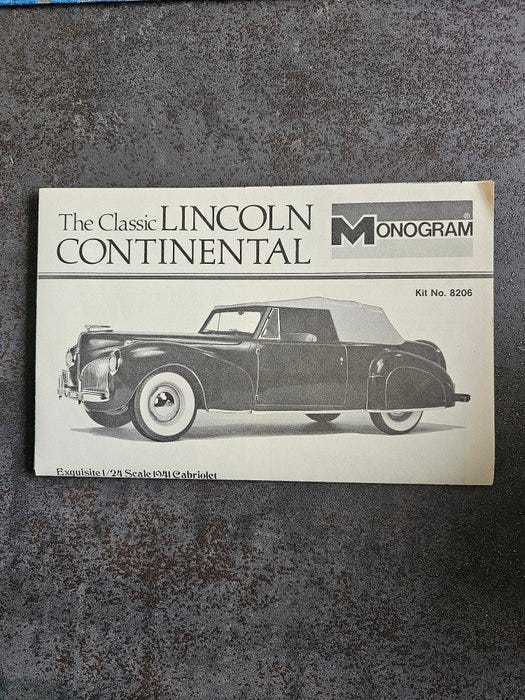 The Classic LINCOLN
CONTINENTAL
MONOGRAM®
Kit No. 8206
Exquisite 1/24 Scale 1941 Cabriolet